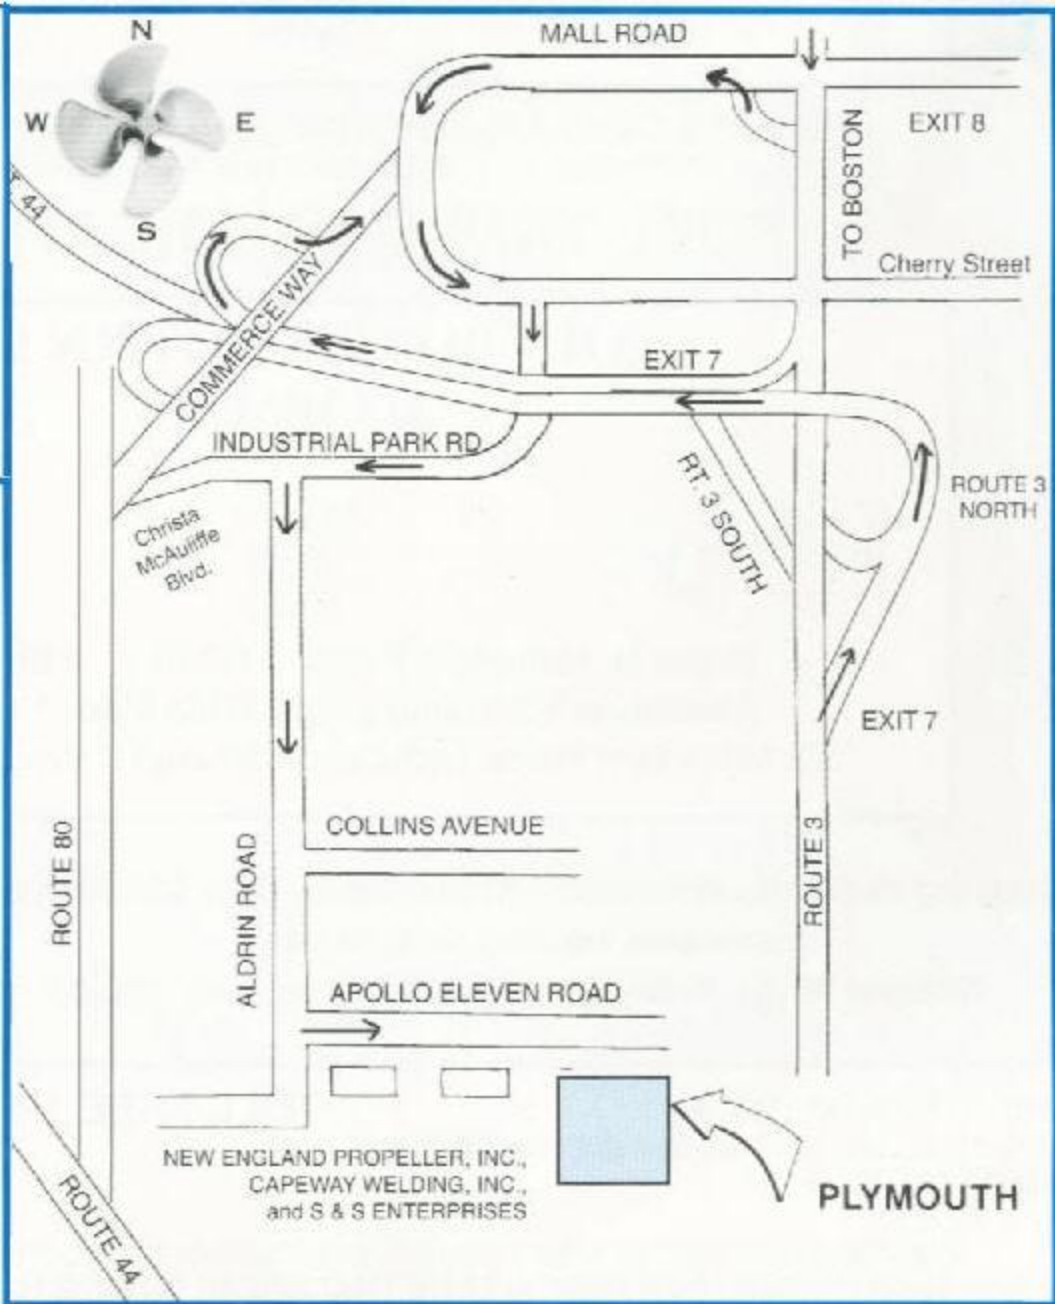 N
MALL ROAD
W
E
EXIT 8
TO BOSTON
44
S
Cherry Street
COMMERCE WAY
EXIT 7
INDUSTRIAL PARK RD
RT. 3 SOUTH
ROUTE 3
NORTH
Christa
McAuliffe
Blvd.
EXIT 7
COLLINS AVENUE
ROUTE 80
ALDRIN ROAD
ROUTE 3
APOLLO ELEVEN ROAD
NEW ENGLAND PROPELLER, INC.,
CAPEWAY WELDING, INC.,
and S & S ENTERPRISES
PLYMOUTH
ROUTE 44